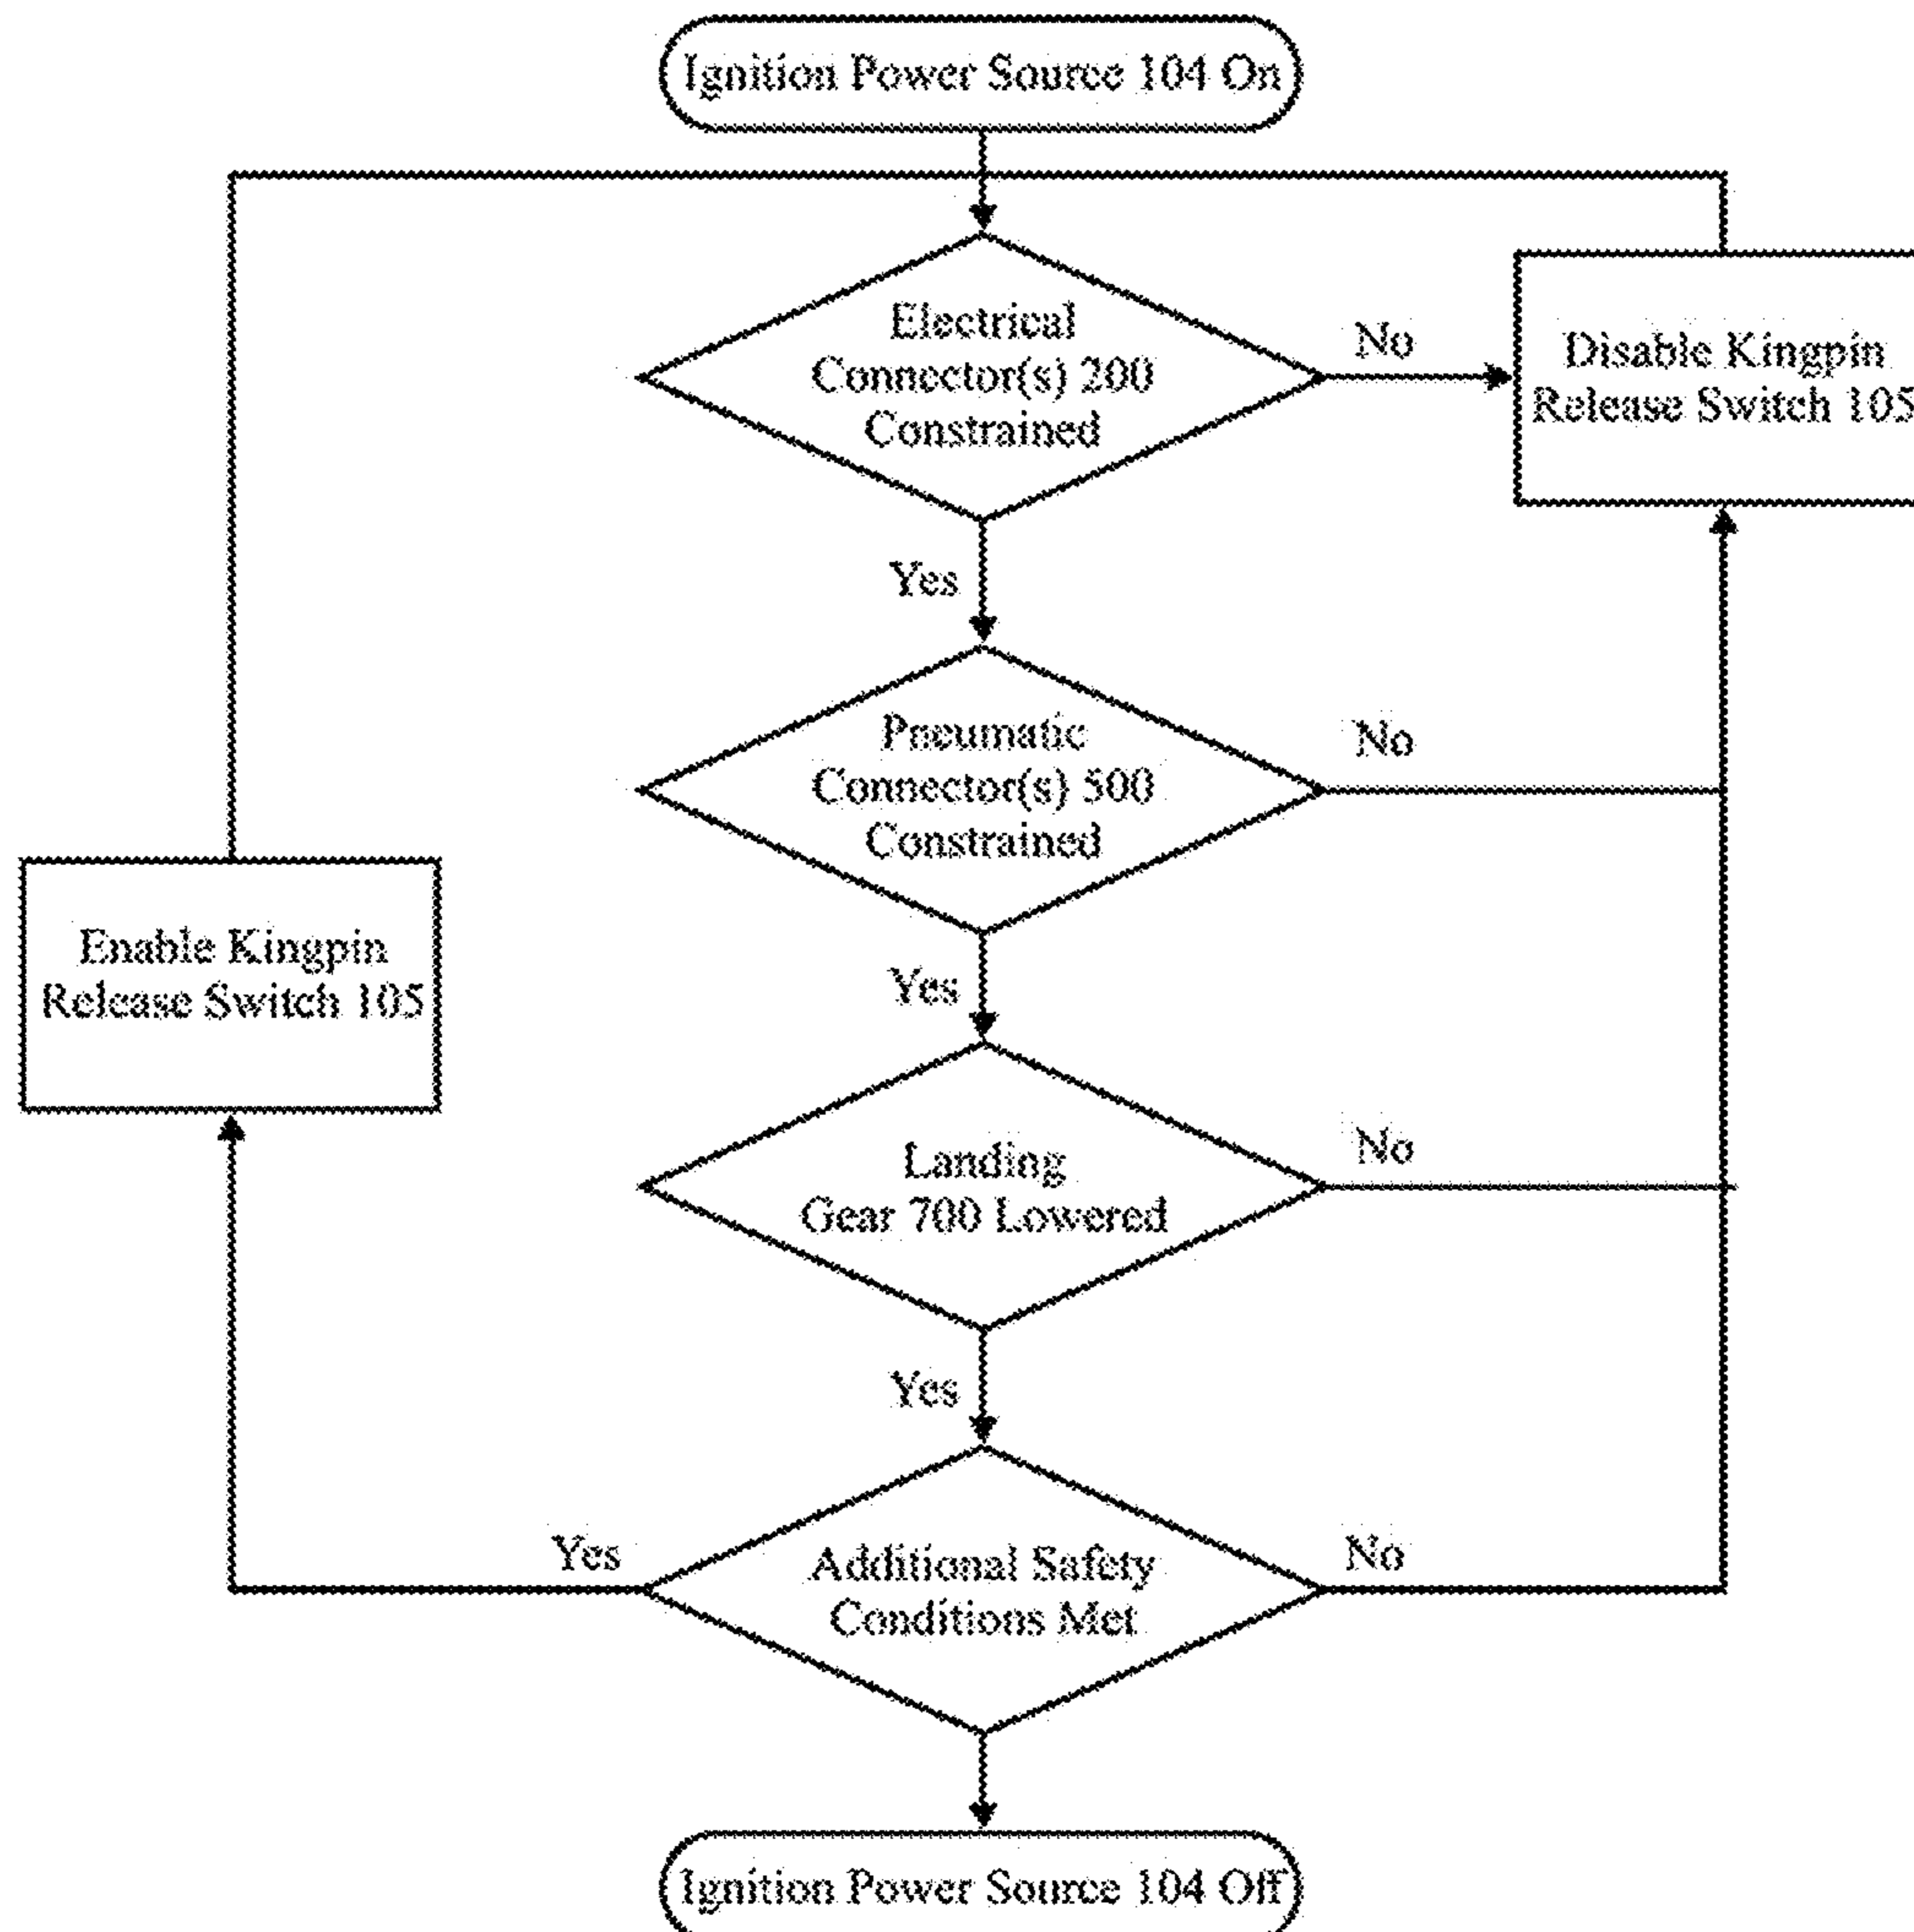 Ignition Power Source 104 On
Electrical
Connector(s) 200
Constrained
No
Disable Kingpin
Release Switch 105
Yes
Pneumatic
Connector(s) 500
Constrained
No
Enable Kingpin
Release Switch 105
Yes
Landing
Gear 700 Lowered
No
Yes
Yes
Additional Safety
Conditions Met
No
Ignition Power Source 104 Off